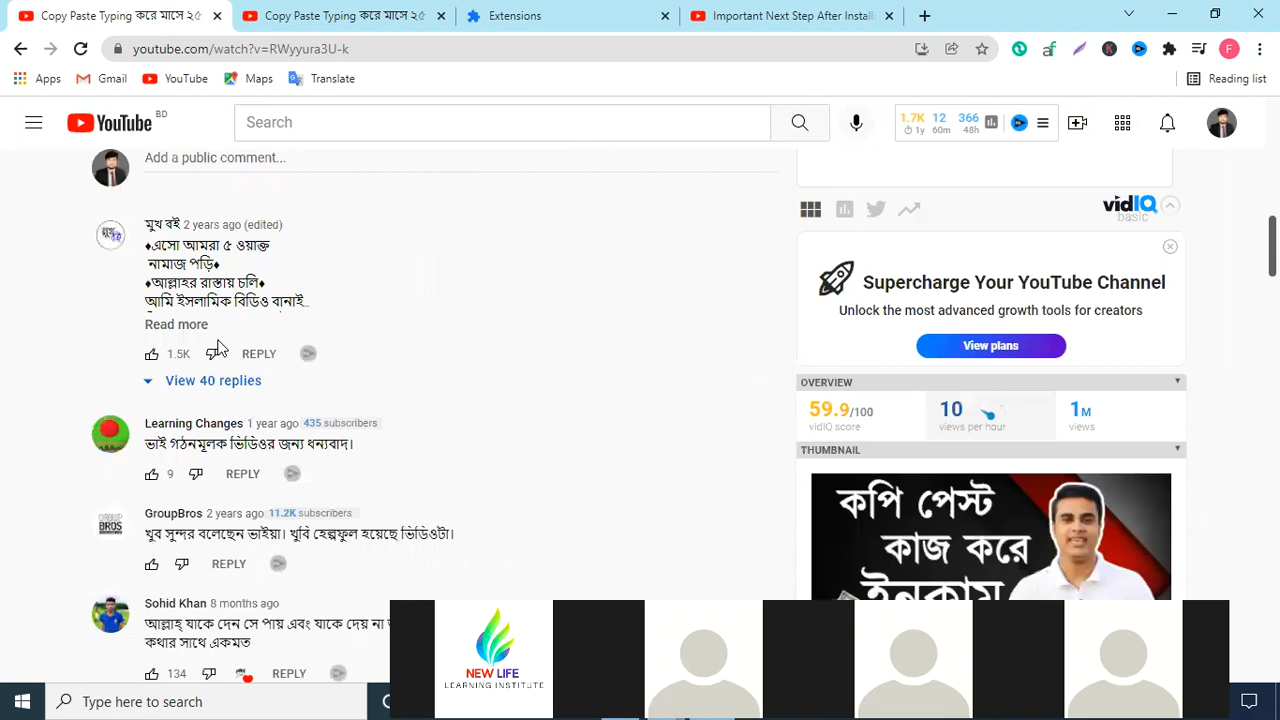 Copy Paste Typing করে মাসে ২৫
Copy Paste Typing করে মাসে ২৫
Extensions
Important Next Step After Install
youtube.com/watch?v=RWyyura3U-k
Apps
Gmail
YouTube
Maps
Translate
Reading list
YouTube
BD
Search
1.7K 12 366
1y 60m 48h
Add a public comment...
মুখ বই 2 years ago (edited)
♦এসো আমরা ৫ ওয়াক্ত
নামাজ পড়ি♦
♦আল্লাহর রাস্তায় চলি♦
আমি ইসলামিক বিডিও বানাই..
Read more
1.5K REPLY
View 40 replies
Learning Changes 1 year ago 435 subscribers
ভাই গঠনমূলক ভিডিওর জন্য ধন্যবাদ।
9 REPLY
GroupBros 2 years ago 11.2K subscribers
খুব সুন্দর বলেছেন ভাইয়া। খুবি হেল্পফুল হয়েছে ভিডিওটা।
REPLY
Sohid Khan 8 months ago
আল্লাহ যাকে দেন সে পায় এবং যাকে দেয় না
কথার সাথে একমত
134 REPLY
vidIQ
basic
Supercharge Your YouTube Channel
Unlock the most advanced growth tools for creators
View plans
OVERVIEW
59.9/100 10 1M
vidIQ score views per hour views
THUMBNAIL
কপি পেস্ট
কাজ করে
ইনকাম
NEW LIFE
LEARNING INSTITUTE
Type here to search